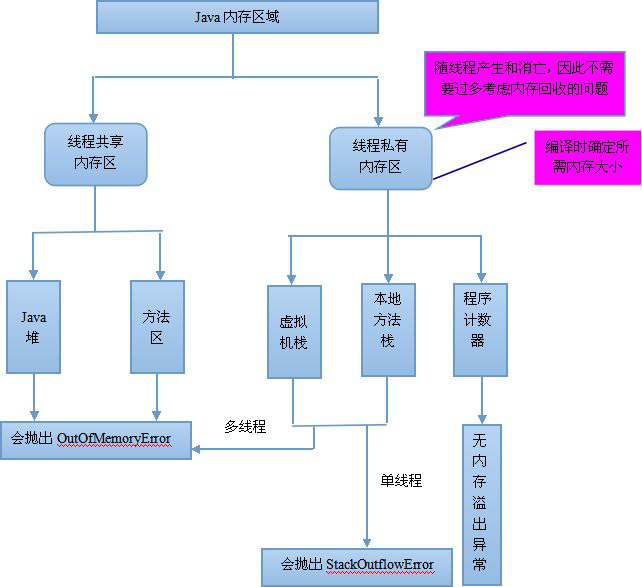 Java 内存区域
随线程产生和消亡，因此不需
要过多考虑内存回收的问题
线程共享
内存区
线程私有
内存区
编译时确定所
需内存大小
Java
堆
方法
区
虚拟
机栈
本地
方法
栈
程序
计数
器
会抛出 OutOfMemoryError
多线程
单线程
无
内
存
溢
出
异
常
会抛出 StackOutflowError